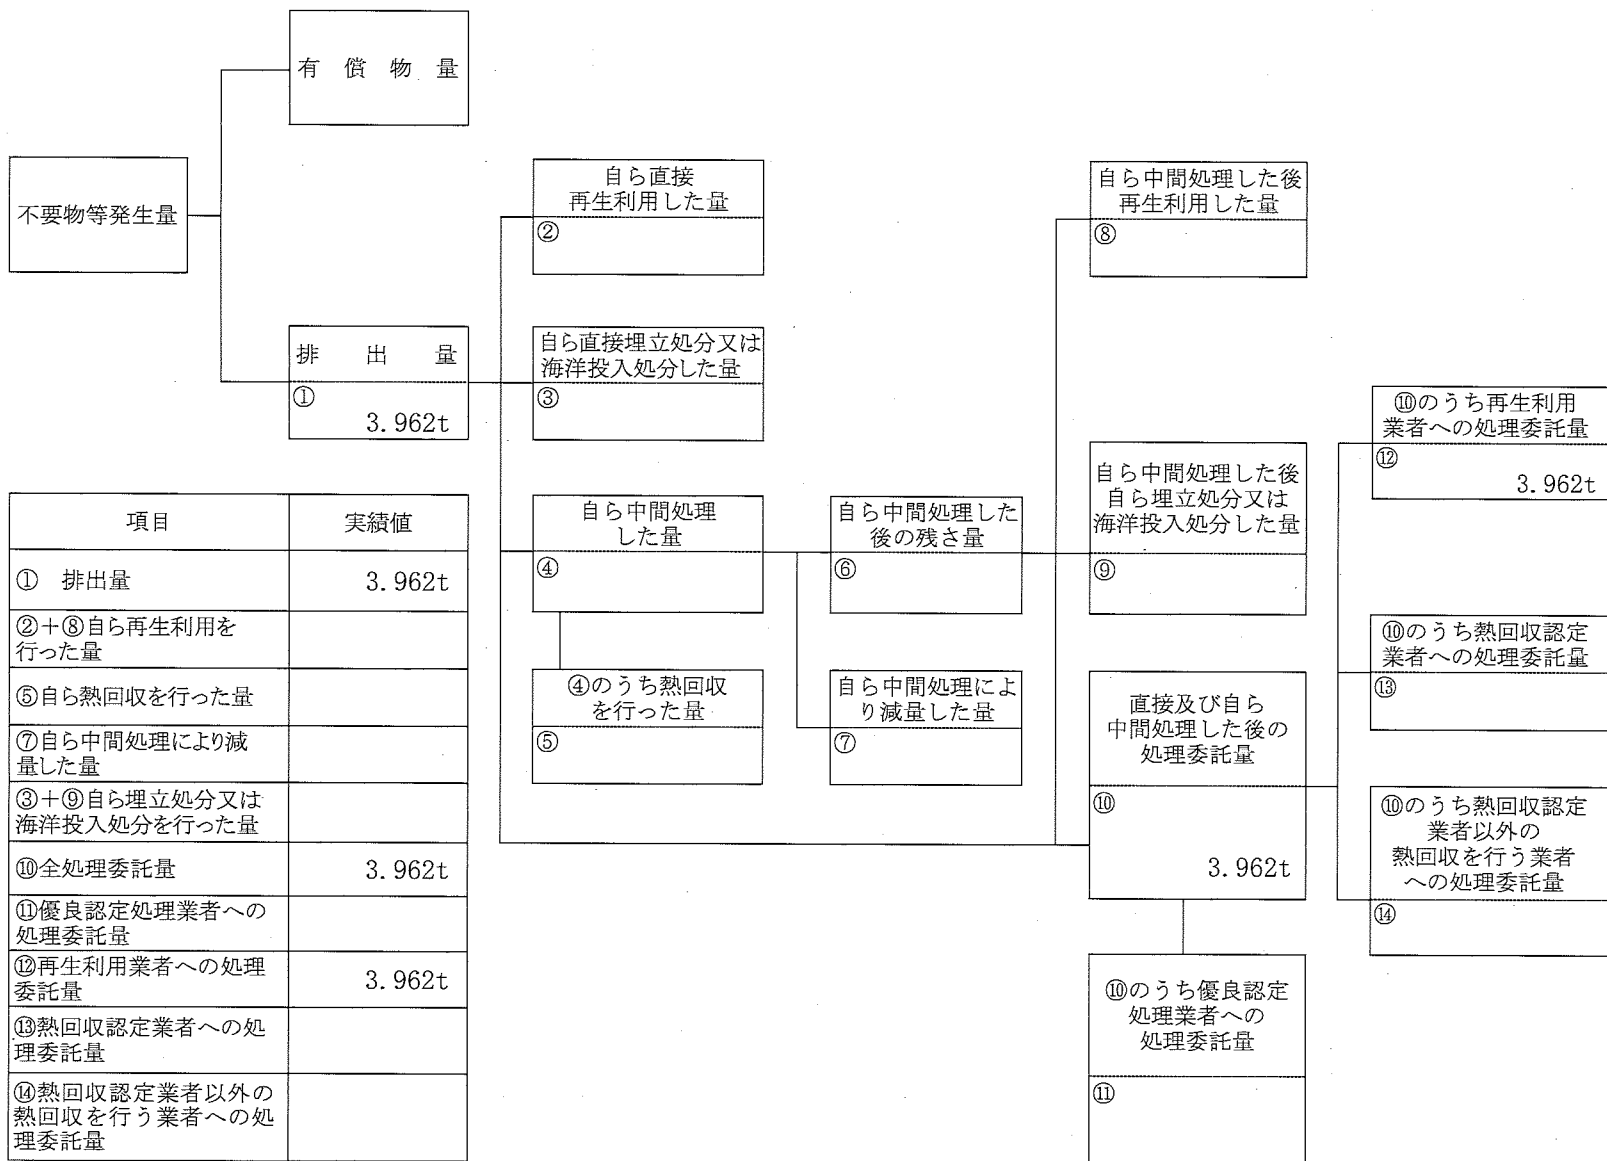 有償物量
不要物等発生量
排出量
①
3.962t
自ら直接
再生利用した量
②
自ら直接埋立処分又は
海洋投入処分した量
③
自ら中間処理
した量
④
④のうち熱回収
を行った量
⑤
自ら中間処理した
後の残さ量
⑥
自ら中間処理によ
り減量した量
⑦
自ら中間処理した後
再生利用した量
⑧
自ら中間処理した後
自ら埋立処分又は
海洋投入処分した量
⑨
直接及び自ら
中間処理した後の
処理委託量
⑩
3.962t
⑩のうち優良認定
処理業者への
処理委託量
⑪
⑩のうち再生利用
業者への処理委託量
⑫
3.962t
⑩のうち熱回収認定
業者への処理委託量
⑬
⑩のうち熱回収認定
業者以外の
熱回収を行う業者
への処理委託量
⑭
項目 実績値
① 排出量 3.962t
②+⑧自ら再生利用を
行った量
⑤自ら熱回収を行った量
⑦自ら中間処理により減
量した量
③+⑨自ら埋立処分又は
海洋投入処分を行った量
⑩全処理委託量 3.962t
⑪優良認定処理業者への
処理委託量
⑫再生利用業者への処理
委託量 3.962t
⑬熱回収認定業者への処
理委託量
⑭熱回収認定業者以外の
熱回収を行う業者への処
理委託量